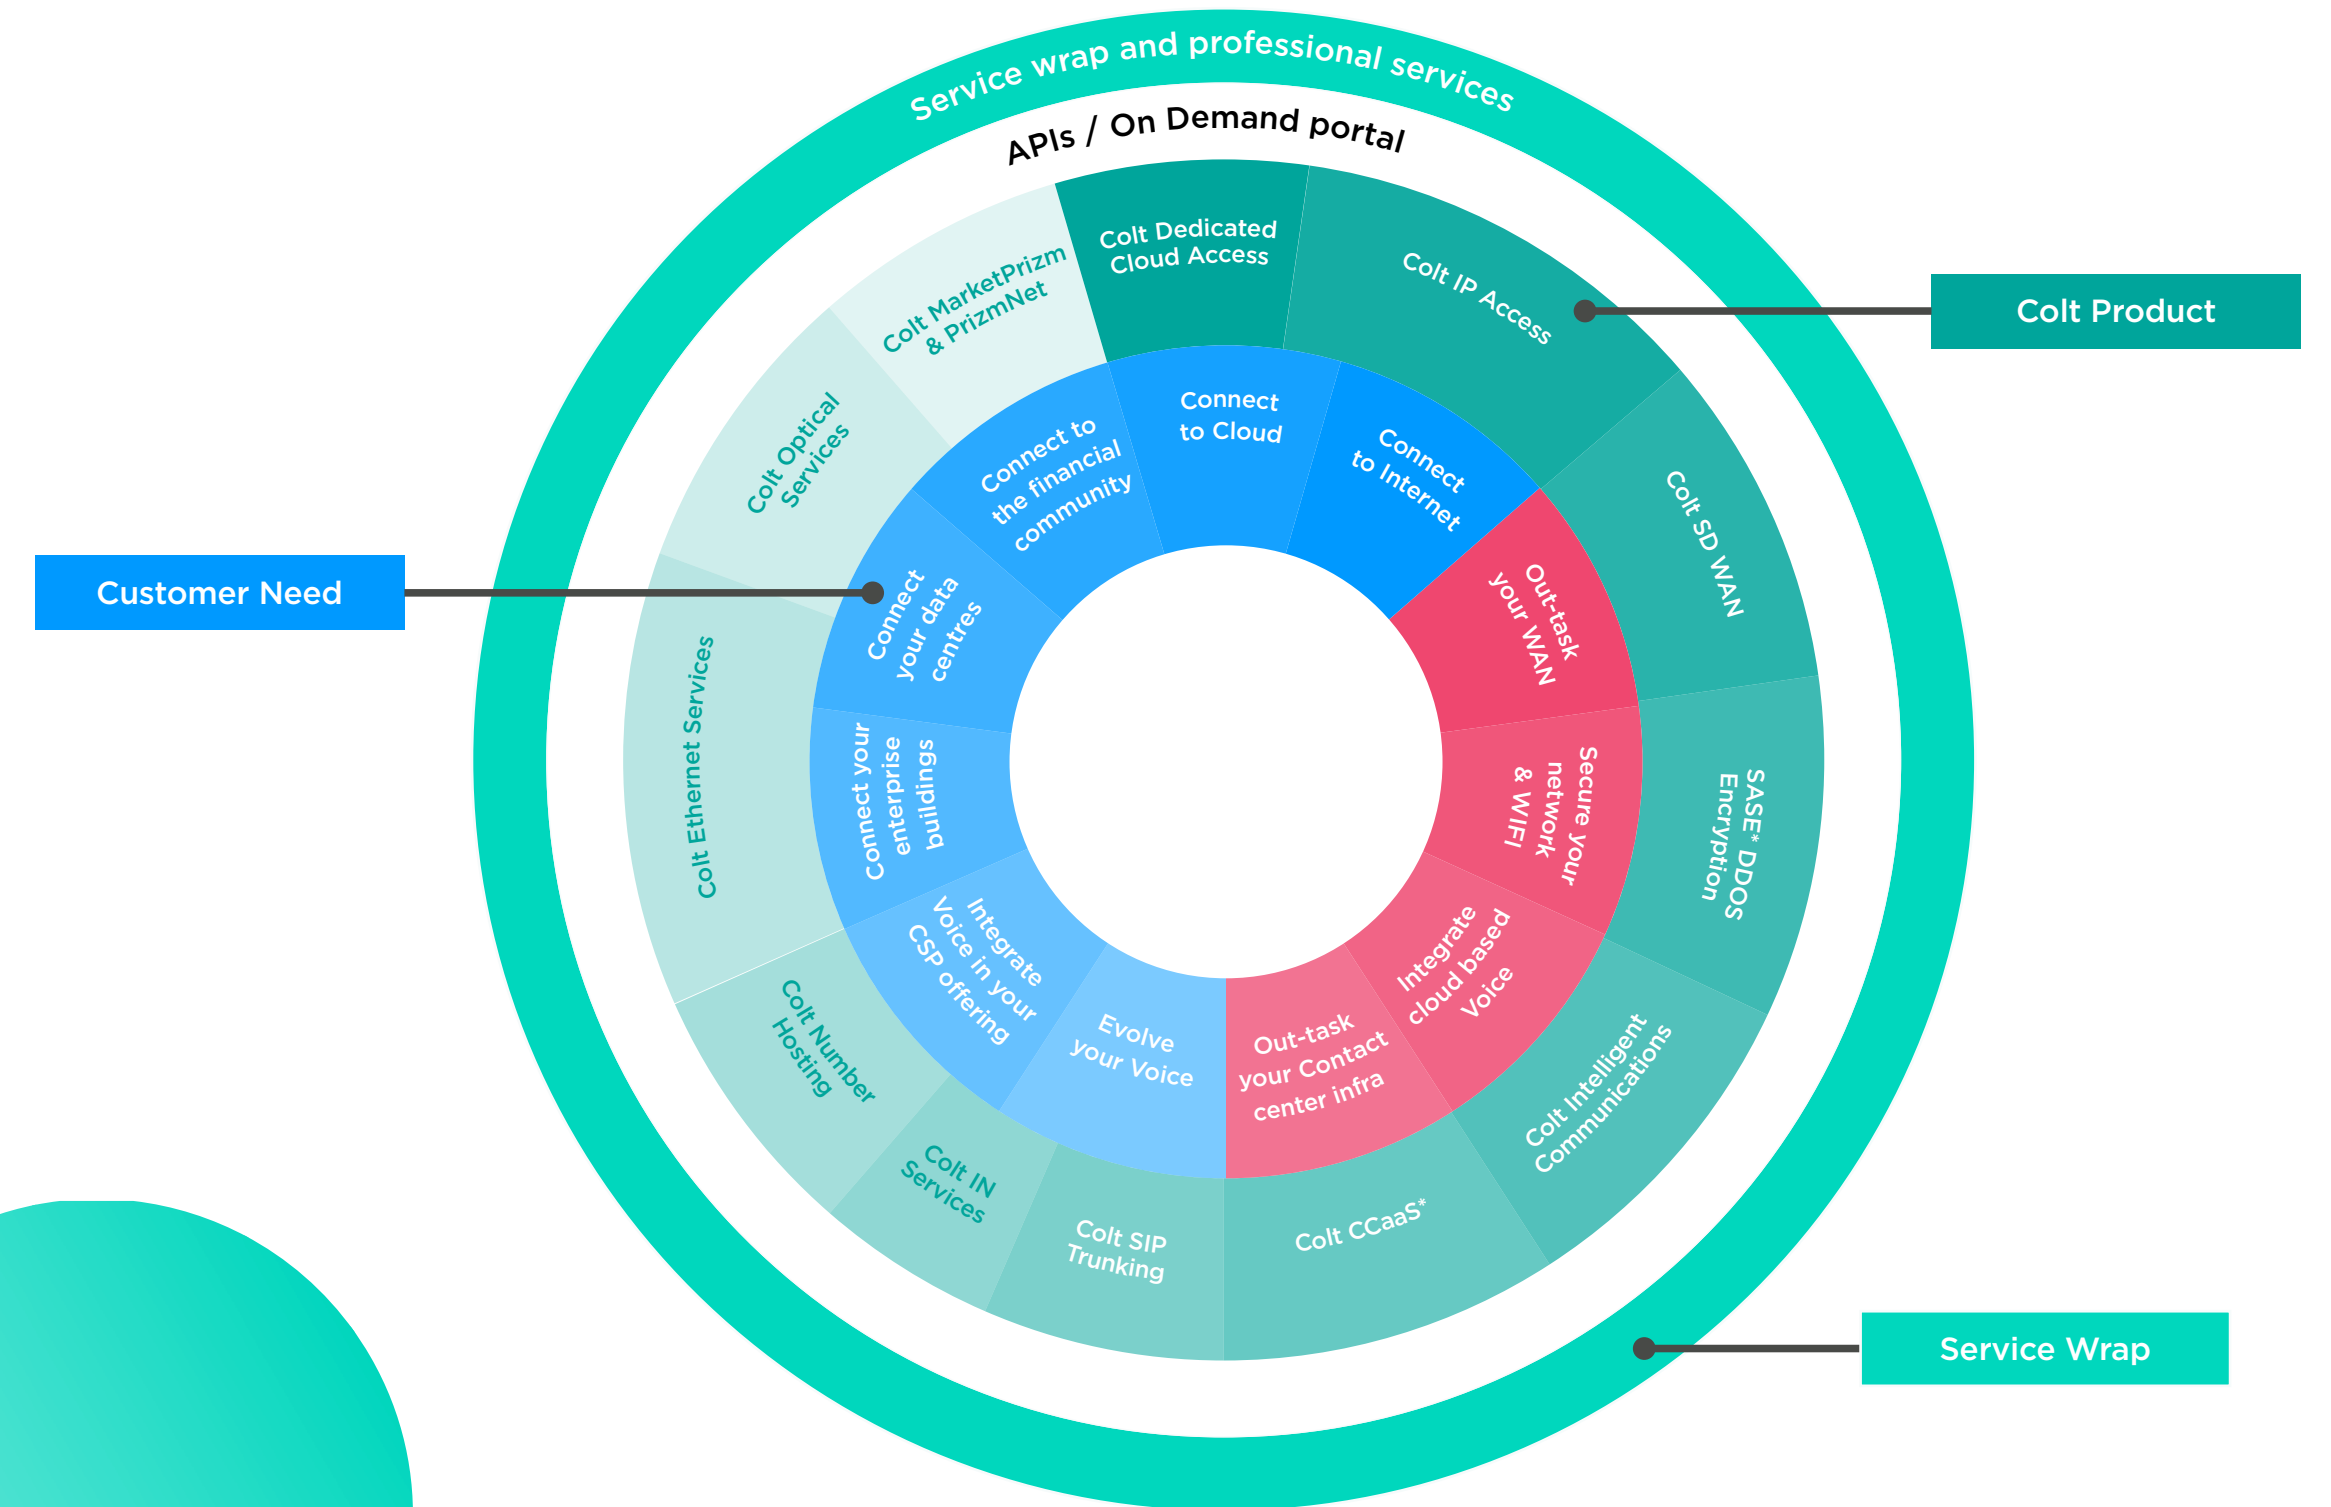 Service wrap and professional services
APIs / On Demand portal
Colt Dedicated
Cloud Access
Colt IP Access
Colt SD WAN
SASE* DDOS
Encryption
Colt Intelligent
Communications
Colt CCaaS*
Colt SIP
Trunking
Colt IN
Services
Colt Number
Hosting
Colt Ethernet Services
Colt Optical
Services
Colt MarketPrizm
& PrizmNet
Connect
to Cloud
Connect
to Internet
Out-task
your WAN
Secure your
network
& WIFI
Integrate
cloud based
Voice
Out-task
your Contact
center infra
Evolve
your Voice
Integrate
Voice in your
CSP offering
Connect your
enterprise
buildings
Connect
your data
centres
Connect to
the financial
community
Colt Product
Customer Need
Service Wrap